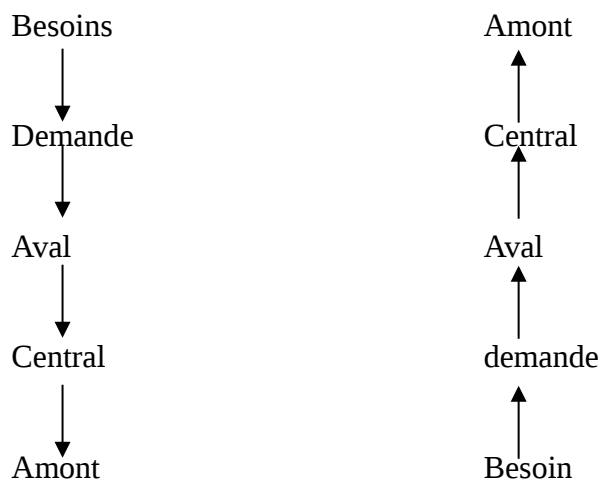 Besoins
Demande
Aval
Central
Amont
Amont
Central
Aval
demande
Besoin